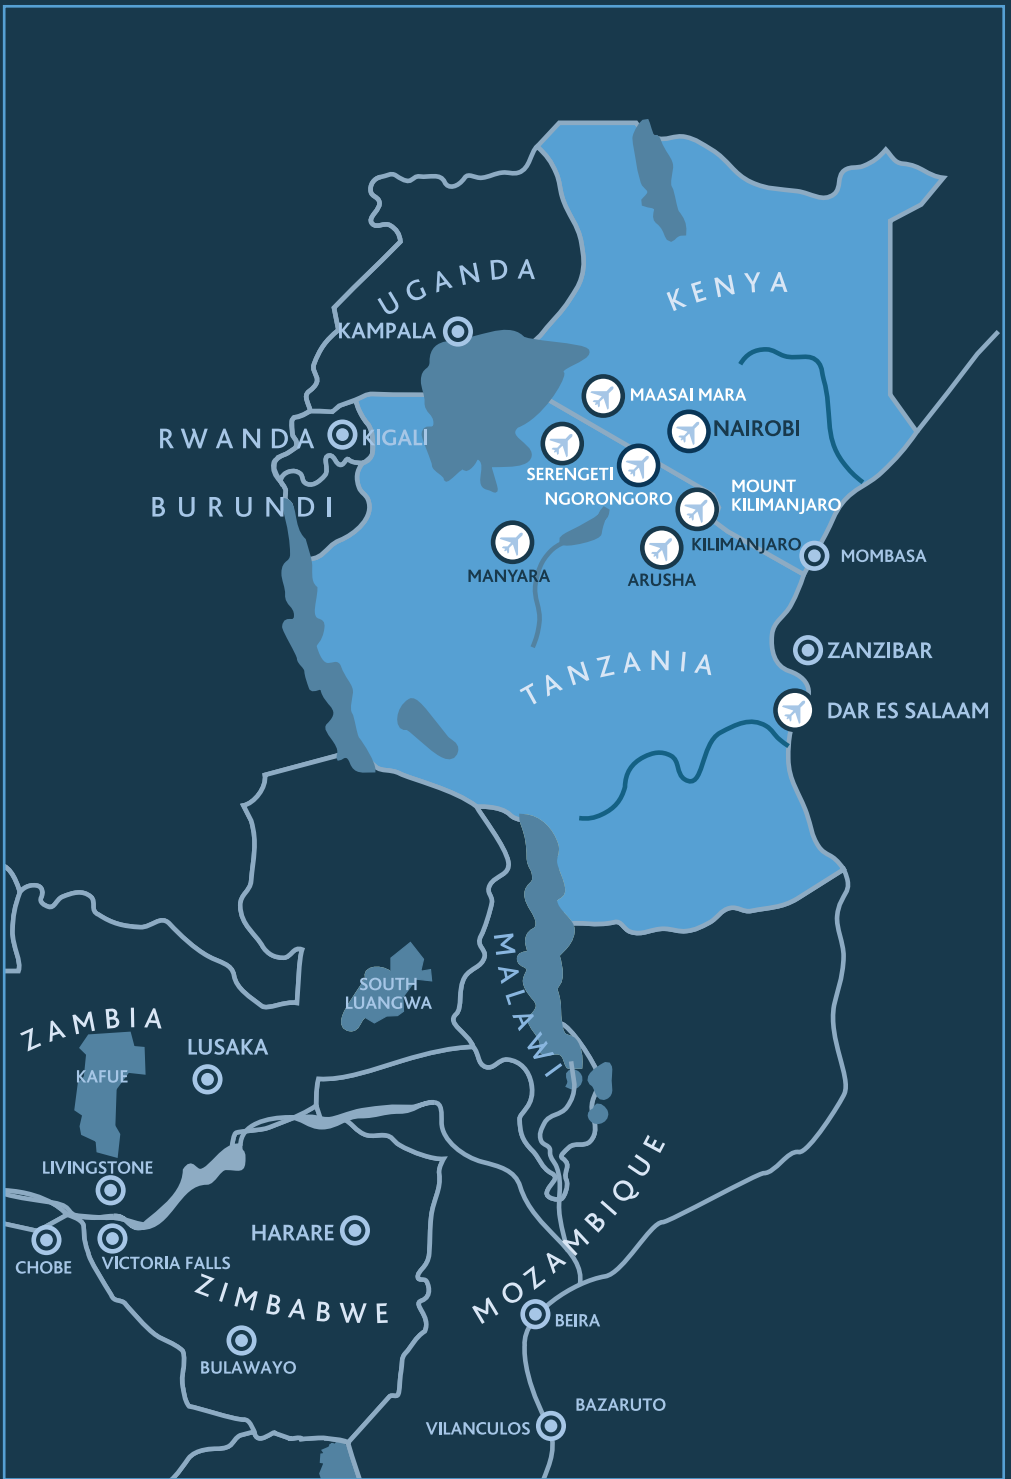 UGANDA
KENYA
KAMPALA
MAASAI MARA
NAIROBI
RWANDA
KIGALI
SERENGETI
NGORONGORO
MOUNT
KILIMANJARO
BURUNDI
KILIMANJARO
MOMBASA
MANYARA
ARUSHA
ZANZIBAR
TANZANIA
DAR ES SALAAM
MALAWI
SOUTH
LUANGWA
ZAMBIA
LUSAKA
KAFUE
LIVINGSTONE
MOZAMBIQUE
HARARE
CHOBE
VICTORIA FALLS
ZIMBABWE
BEIRA
BULAWAYO
BAZARUTO
VILANCULOS